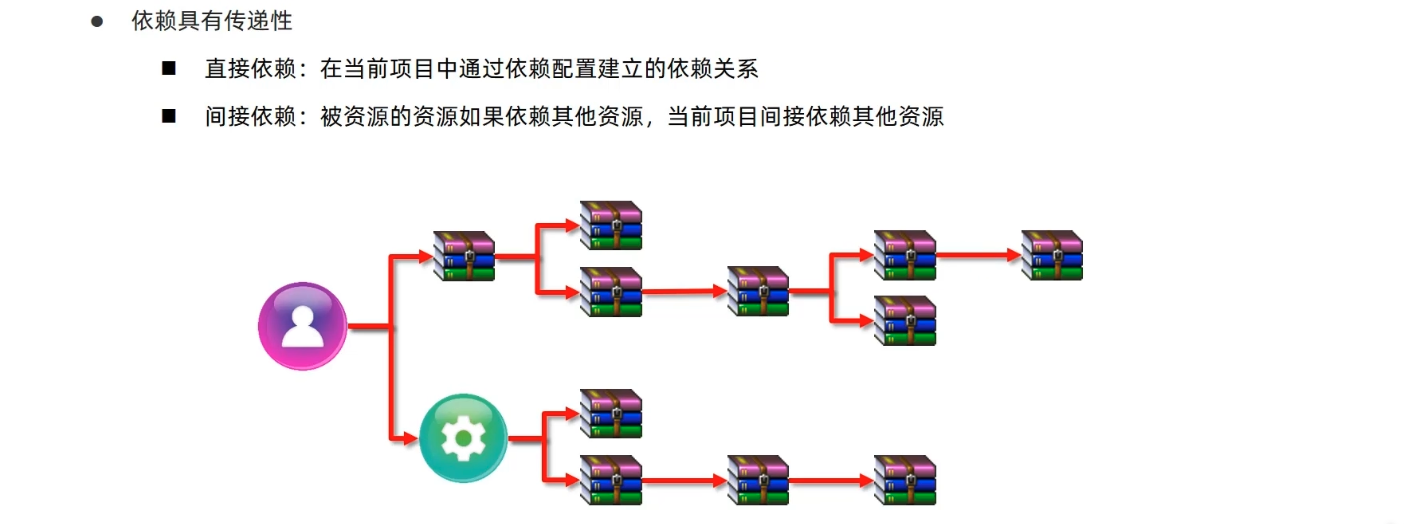 依赖具有传递性
直接依赖：在当前项目中通过依赖配置建立的依赖关系
间接依赖：被资源的资源如果依赖其他资源，当前项目间接依赖其他资源